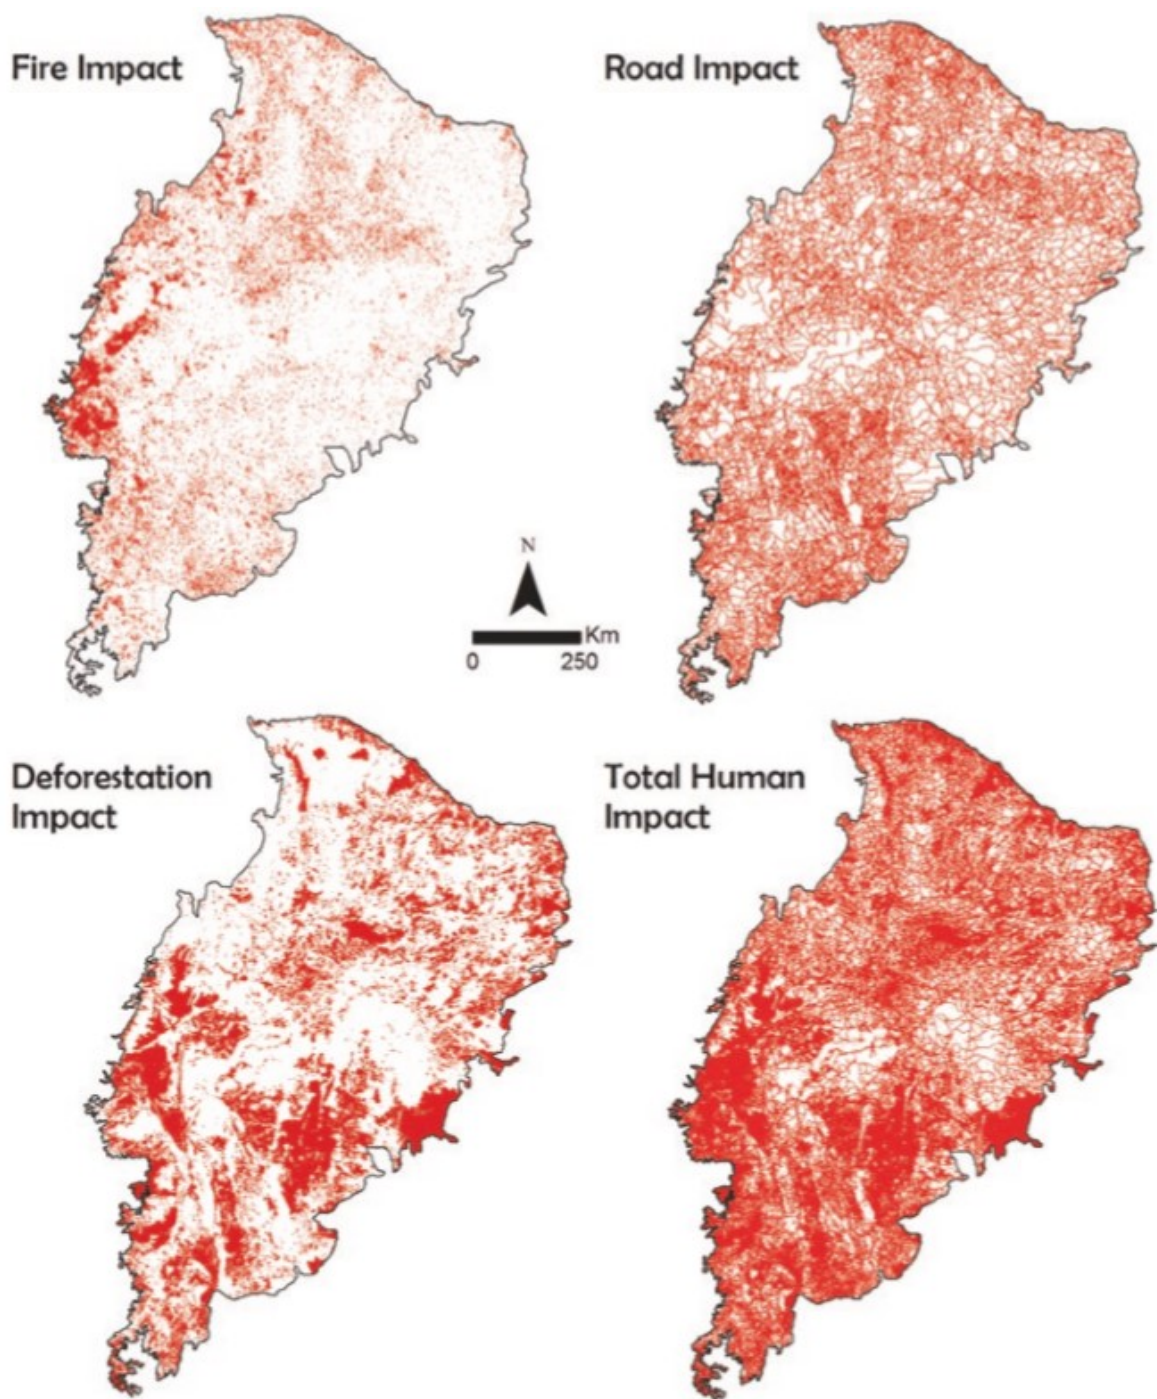 Fire Impact
Road Impact
N
Km
0 250
Deforestation
Impact
Total Human
Impact